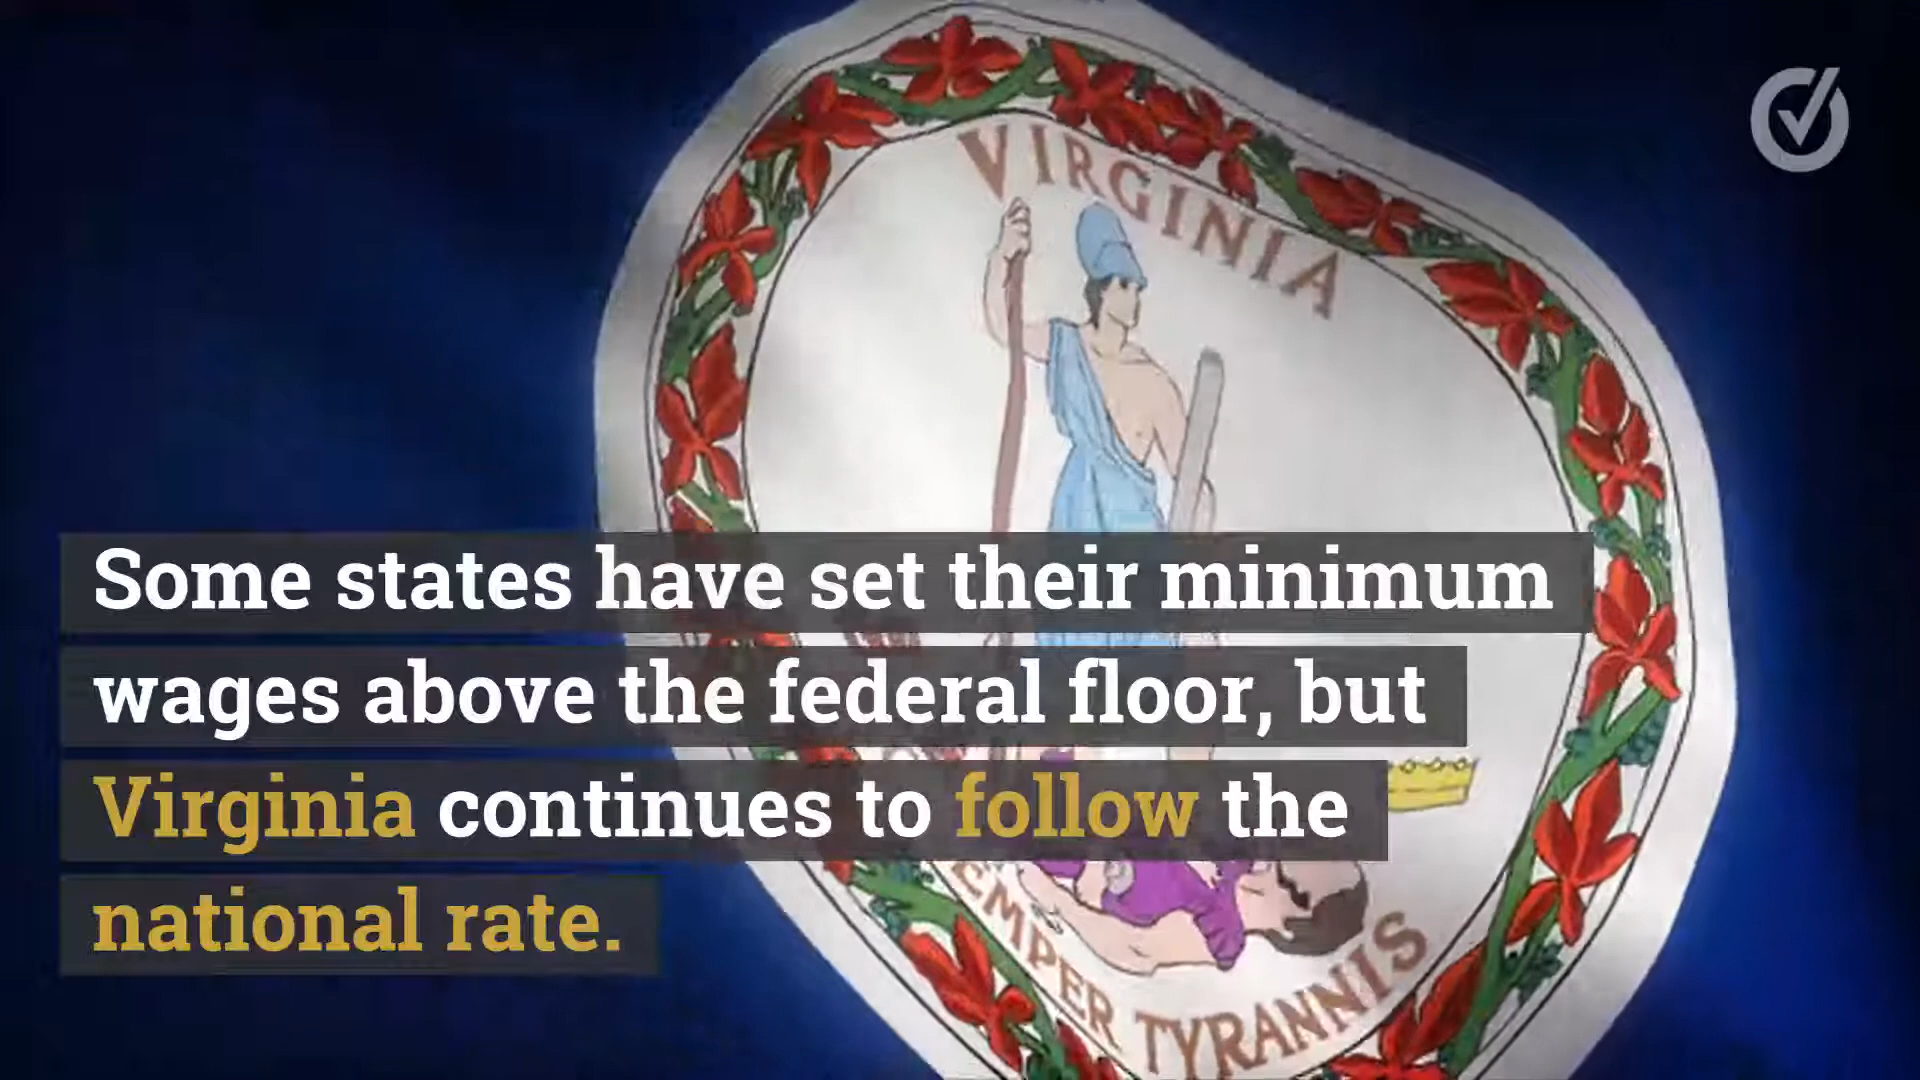 VIRGINIA
Some states have set their minimum
wages above the federal floor, but
Virginia continues to follow the
national rate.
EMPER TYRANNIS